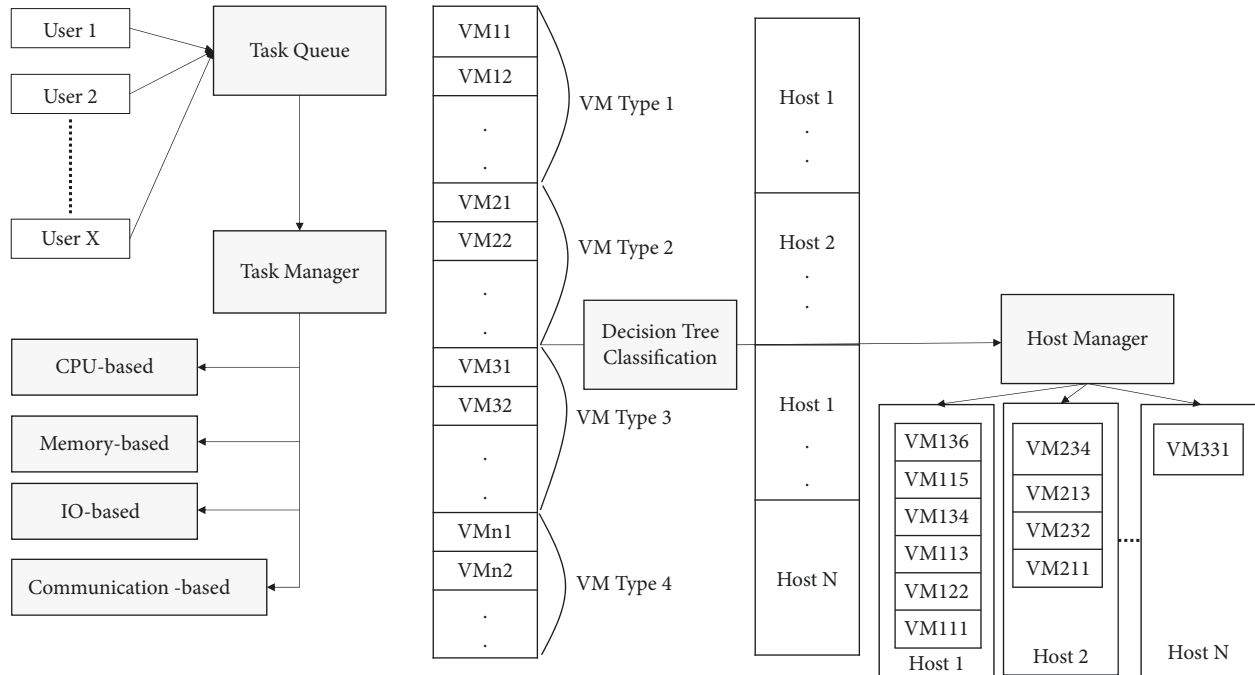 User 1
User 2
User X
Task Queue
Task Manager
CPU-based
Memory-based
IO-based
Communication -based
VM11
VM12
.
.
VM21
VM22
.
.
VM31
VM32
.
.
VMn1
VMn2
.
.
VM Type 1
VM Type 2
VM Type 3
VM Type 4
Decision Tree
Classification
Host 1
.
.
Host 2
.
.
Host 1
.
.
Host N
Host Manager
VM136
VM115
VM134
VM113
VM122
VM111
Host 1
VM234
VM213
VM232
VM211
Host 2
VM331
Host N